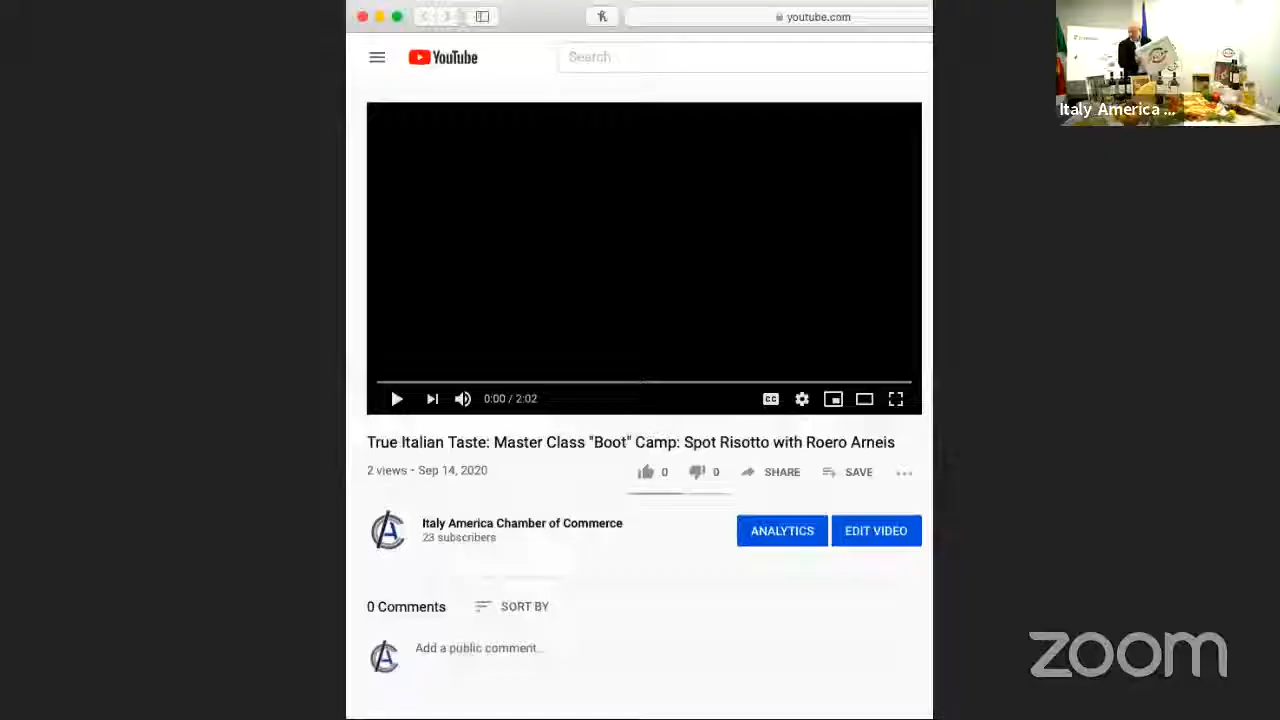 youtube.com
YouTube
Search
Italy America ...
CC
0:00 / 2:02
True Italian Taste: Master Class "Boot" Camp: Spot Risotto with Roero Arneis
2 views • Sep 14, 2020
0 0 SHARE SAVE
Italy America Chamber of Commerce
23 subscribers
ANALYTICS EDIT VIDEO
0 Comments SORT BY
Add a public comment...
zoom